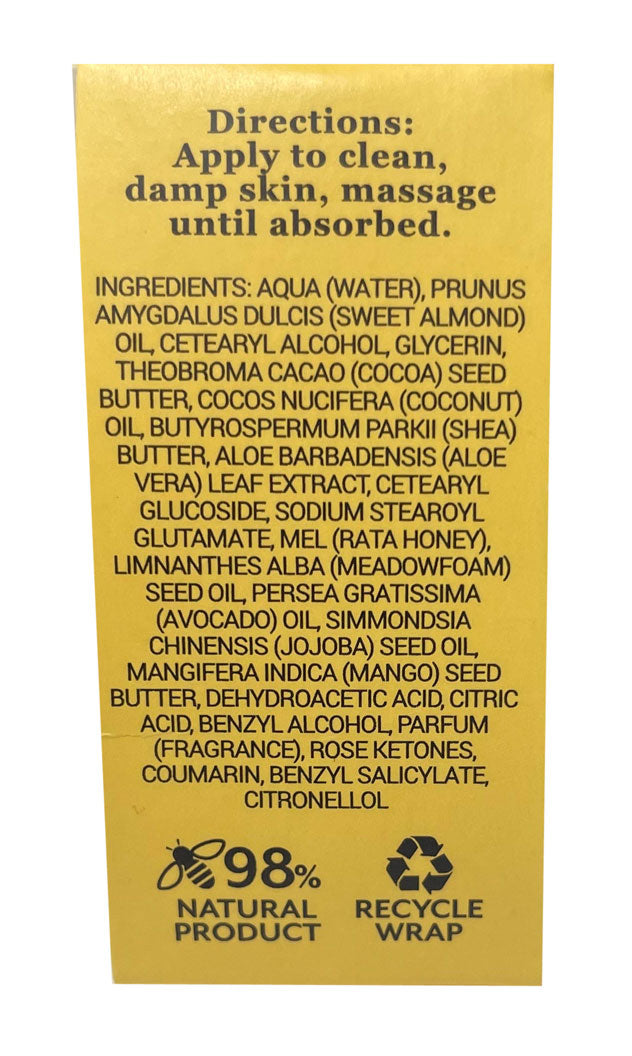 Directions:
Apply to clean,
damp skin, massage
until absorbed.
INGREDIENTS: AQUA (WATER), PRUNUS
AMYGDALUS DULCIS (SWEET ALMOND)
OIL, CETEARYL ALCOHOL, GLYCERIN,
THEOBROMA CACAO (COCOA) SEED
BUTTER, COCOS NUCIFERA (COCONUT)
OIL, BUTYROSPERMUM PARKII (SHEA)
BUTTER, ALOE BARBADENSIS (ALOE
VERA) LEAF EXTRACT, CETEARYL
GLUCOSIDE, SODIUM STEAROYL
GLUTAMATE, MEL (RATA HONEY),
LIMNANTHES ALBA (MEADOWFOAM)
SEED OIL, PERSEA GRATISSIMA
(AVOCADO) OIL, SIMMONDSIA
CHINENSIS (JOJOBA) SEED OIL,
MANGIFERA INDICA (MANGO) SEED
BUTTER, DEHYDROACETIC ACID, CITRIC
ACID, BENZYL ALCOHOL, PARFUM
(FRAGRANCE), ROSE KETONES,
COUMARIN, BENZYL SALICYLATE,
CITRONELLOL
98%
NATURAL
PRODUCT
RECYCLE
WRAP